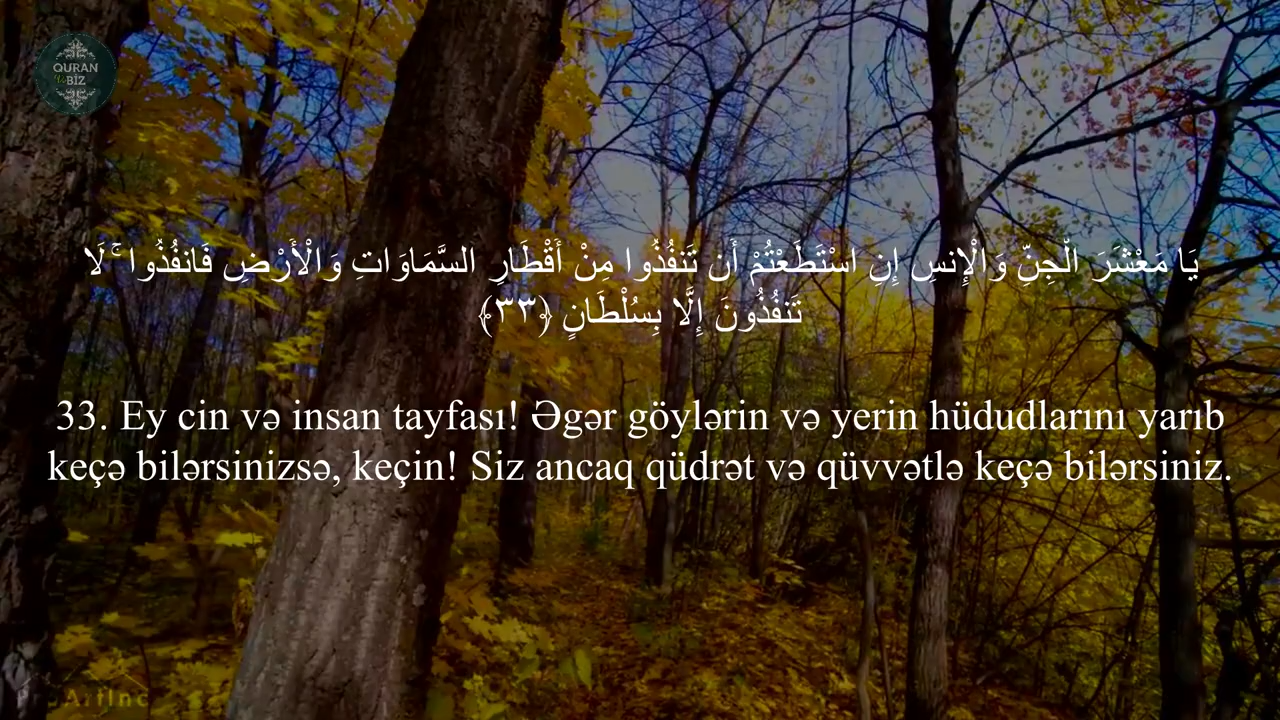 QURAN
Və
BİZ
يَا مَعْشَرَ الْجِنِّ وَالْإِنسِ إِنِ اسْتَطَعْتُمْ أَن تَنفُذُوا مِنْ أَقْطَارِ السَّمَاوَاتِ وَالْأَرْضِ فَانفُذُوا ۚ لَا
تَنفُذُونَ إِلَّا بِسُلْطَانٍ ﴿٣٣﴾
33. Ey cin və insan tayfası! Əgər göylərin və yerin hüdudlarını yarıb
keçə bilərsinizsə, keçin! Siz ancaq qüdrət və qüvvətlə keçə bilərsiniz.
ProArtInc